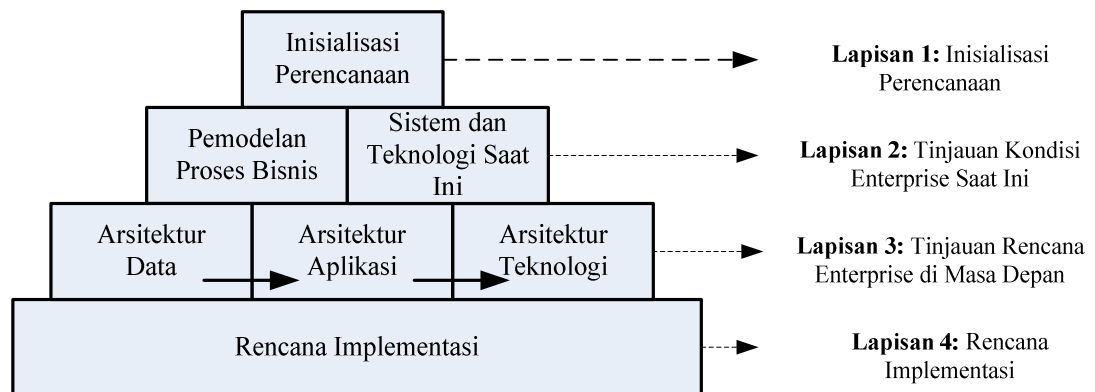 Inisialisasi
Perencanaan
Lapisan 1: Inisialisasi
Perencanaan
Pemodelan
Proses Bisnis
Sistem dan
Teknologi Saat
Ini
Lapisan 2: Tinjauan Kondisi
Enterprise Saat Ini
Arsitektur
Data
Arsitektur
Aplikasi
Arsitektur
Teknologi
Lapisan 3: Tinjauan Rencana
Enterprise di Masa Depan
Rencana Implementasi
Lapisan 4: Rencana
Implementasi